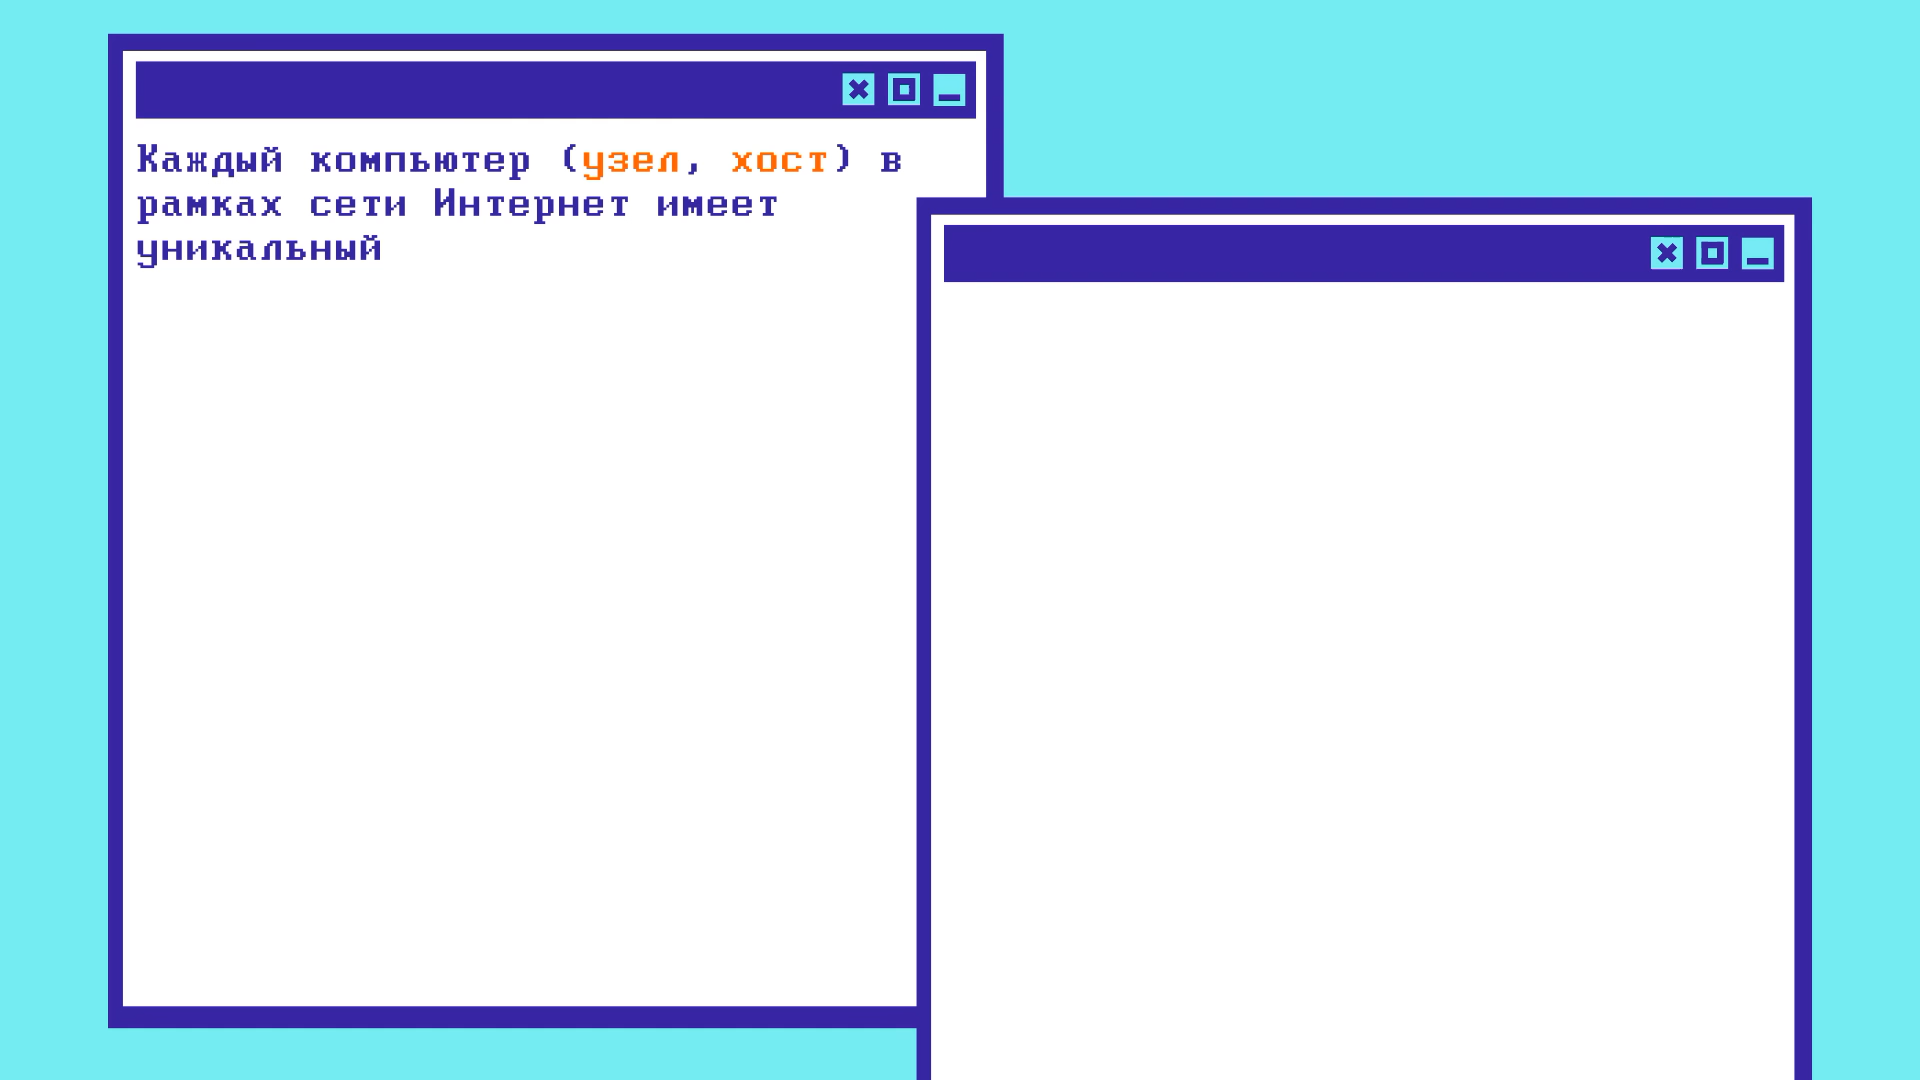 Каждый компьютер (узел, хост) в
рамках сети Интернет имеет
уникальный